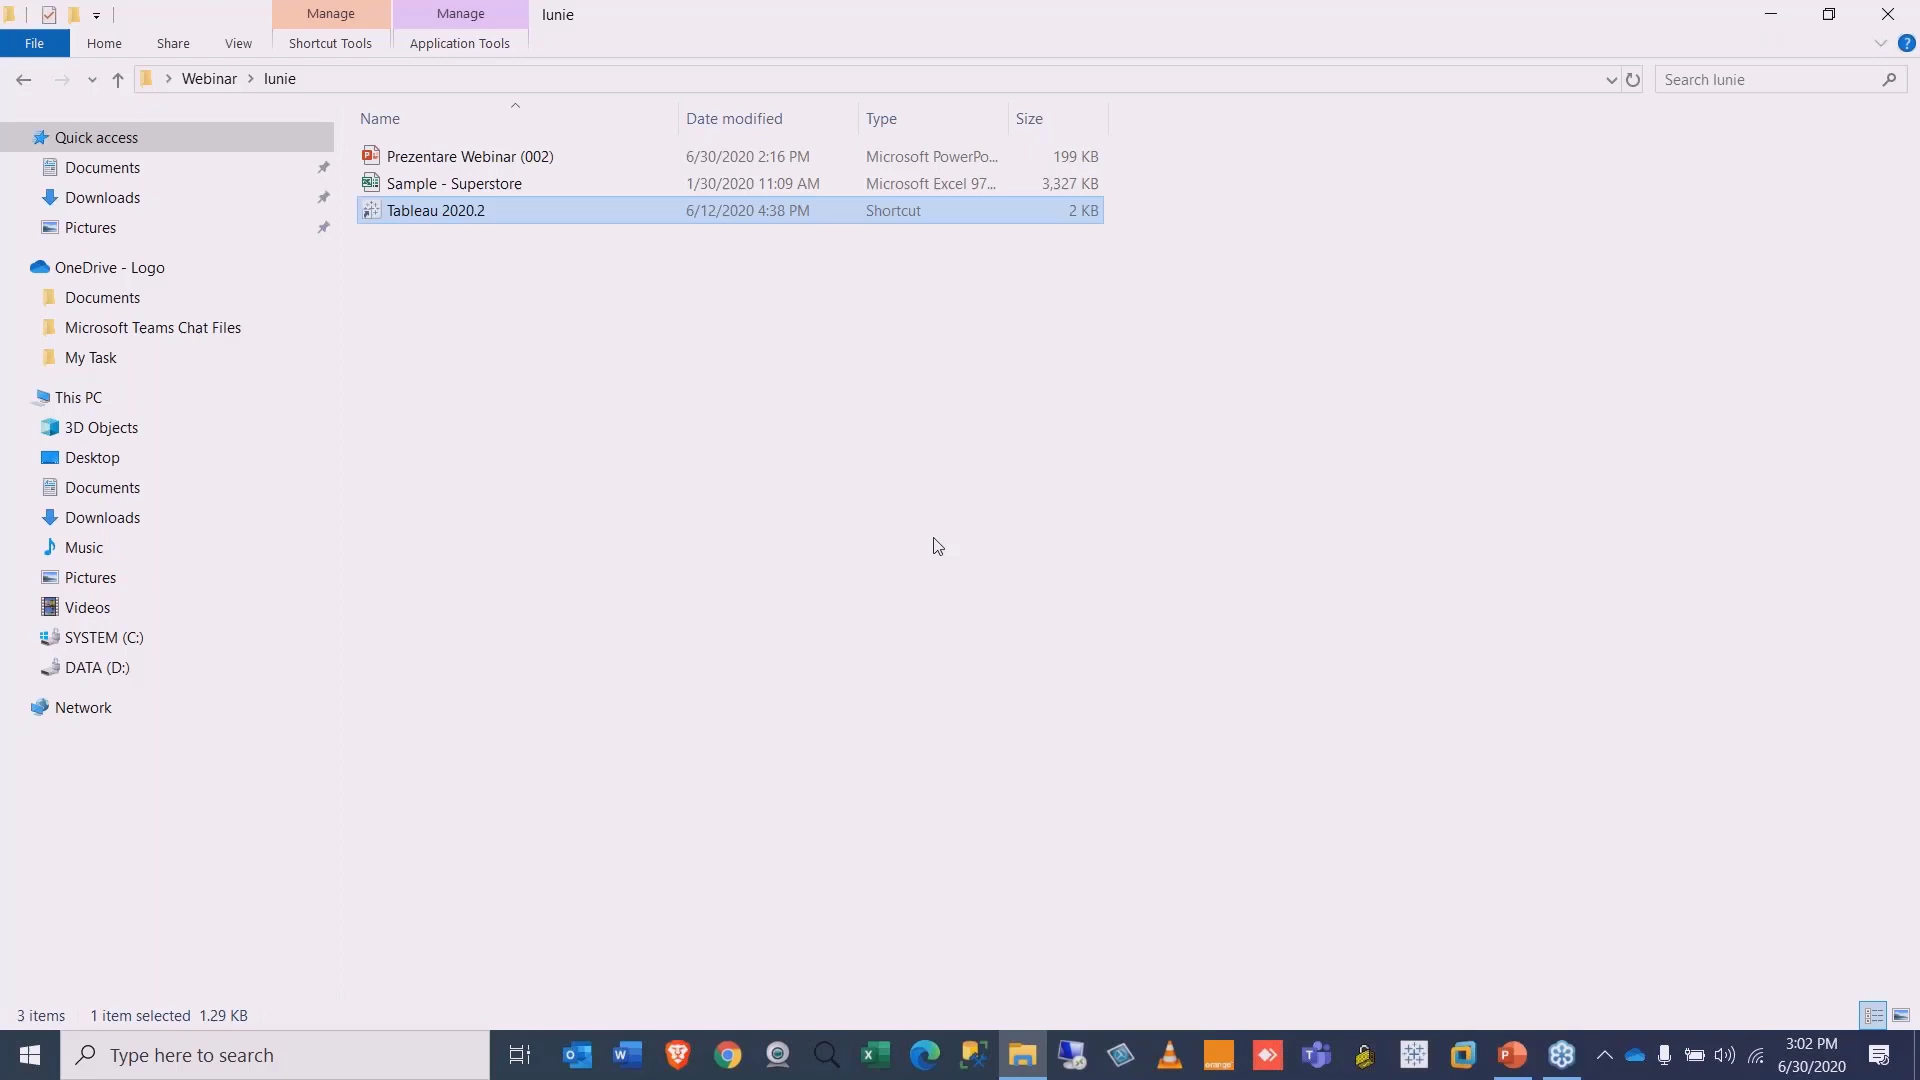 Manage
Manage
Iunie
File
Home
Share
View
Shortcut Tools
Application Tools
Webinar
Iunie
Search Iunie
Name
Date modified
Type
Size
Prezentare Webinar (002)
6/30/2020 2:16 PM
Microsoft PowerPo...
199 KB
Sample - Superstore
1/30/2020 11:09 AM
Microsoft Excel 97...
3,327 KB
Tableau 2020.2
6/12/2020 4:38 PM
Shortcut
2 KB
Quick access
Documents
Downloads
Pictures
OneDrive - Logo
Documents
Microsoft Teams Chat Files
My Task
This PC
3D Objects
Desktop
Documents
Downloads
Music
Pictures
Videos
SYSTEM (C:)
DATA (D:)
Network
3 items
1 item selected 1.29 KB
Type here to search
orange
3:02 PM
6/30/2020